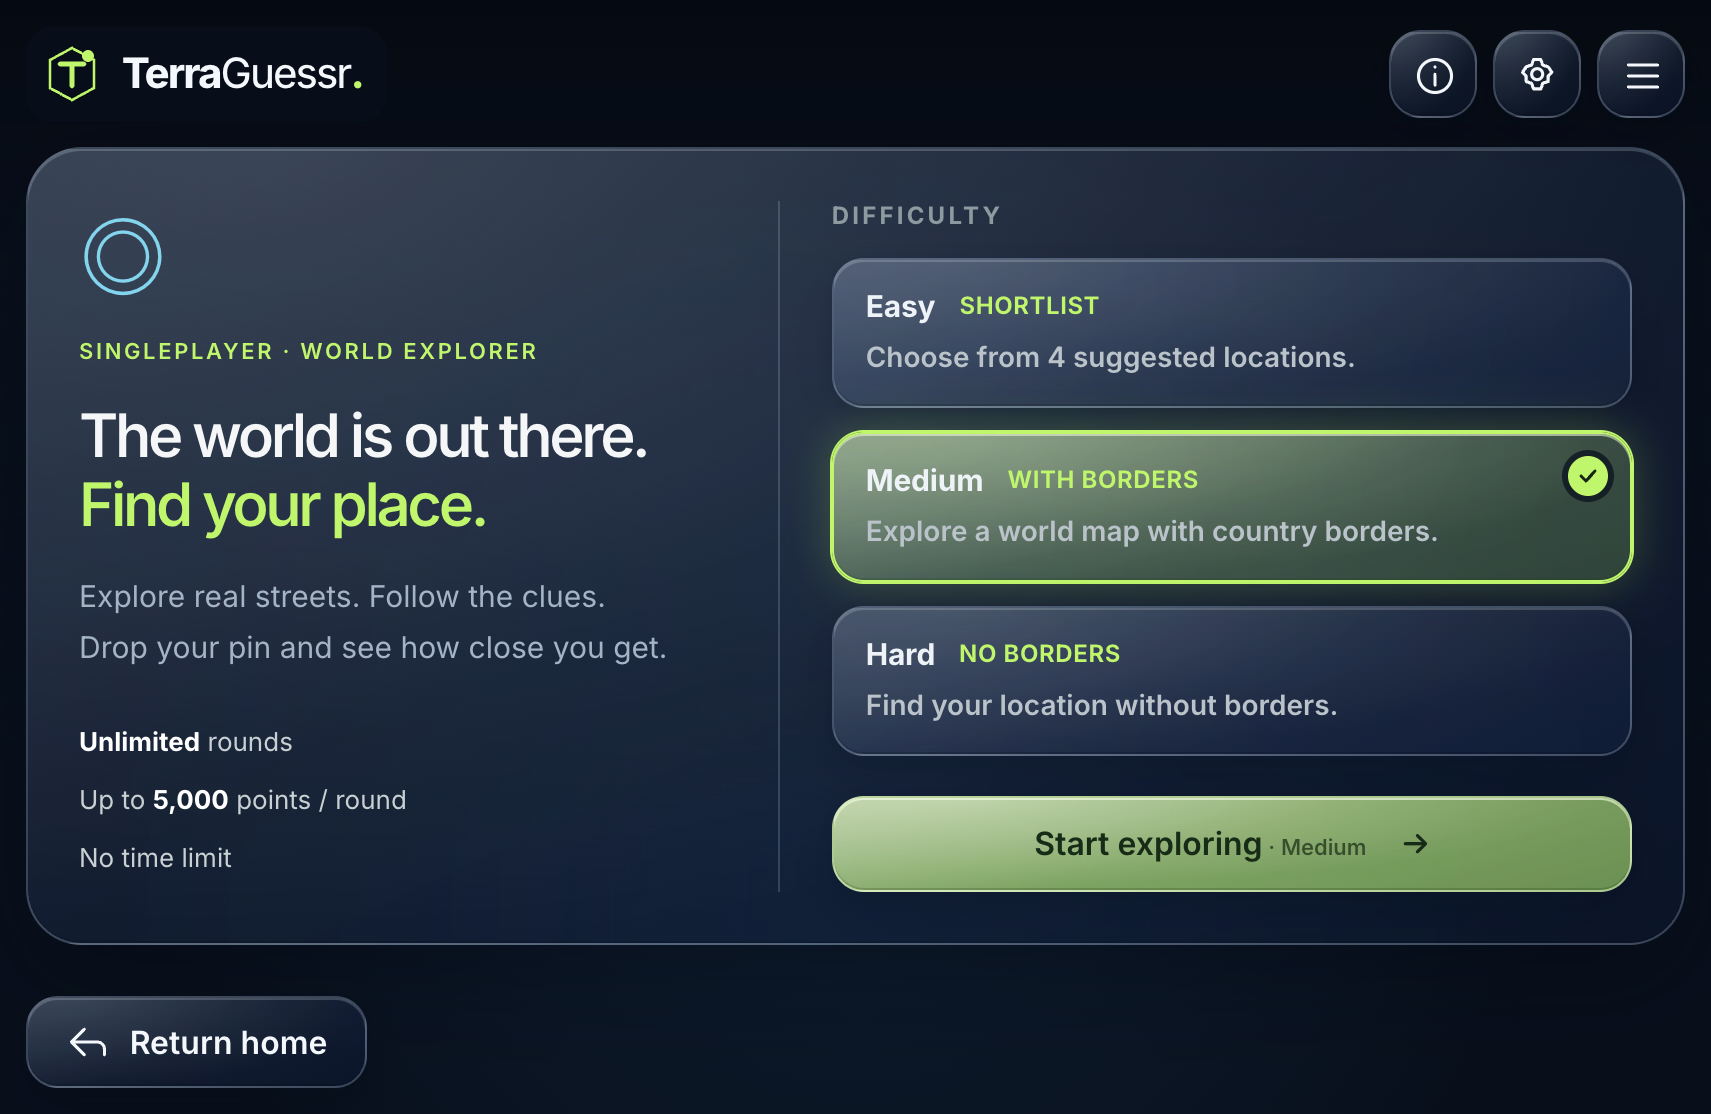 TerraGuessr.
SINGLEPLAYER · WORLD EXPLORER
The world is out there.
Find your place.
Explore real streets. Follow the clues.
Drop your pin and see how close you get.
Unlimited rounds
Up to 5,000 points / round
No time limit
DIFFICULTY
Easy SHORTLIST
Choose from 4 suggested locations.
Medium WITH BORDERS
Explore a world map with country borders.
Hard NO BORDERS
Find your location without borders.
Start exploring · Medium →
Return home